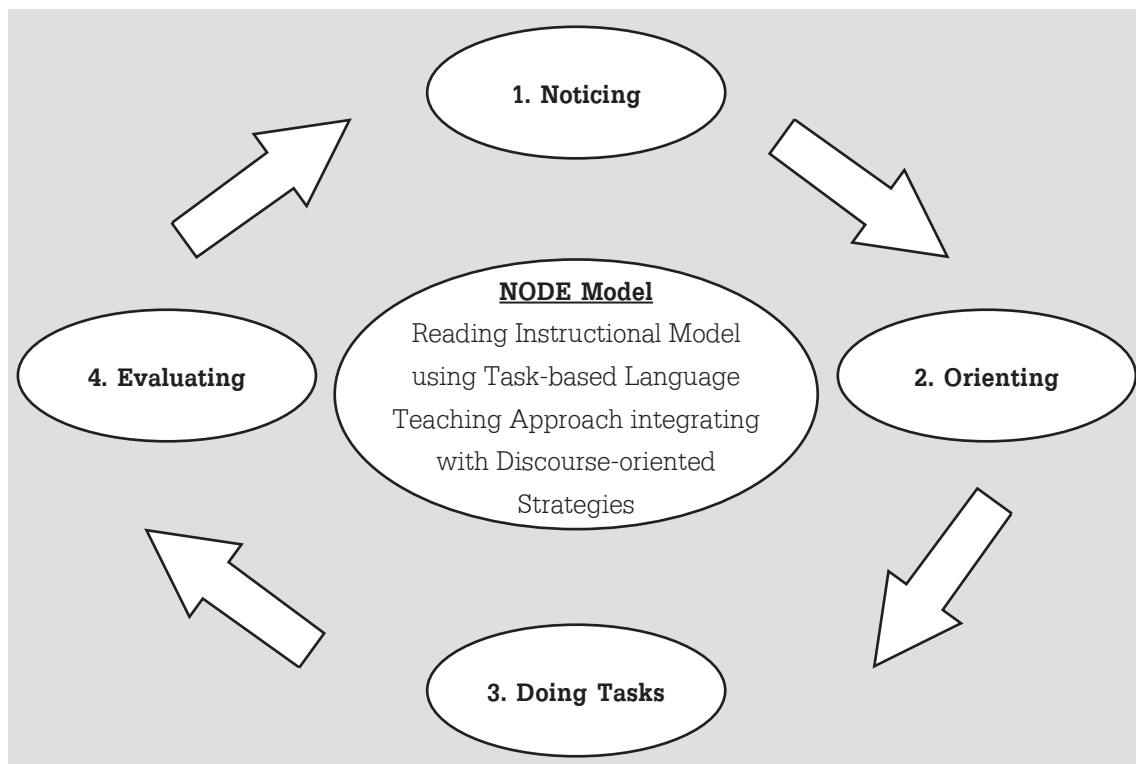 1. Noticing
NODE Model
Reading Instructional Model
using Task-based Language
Teaching Approach integrating
with Discourse-oriented
Strategies
4. Evaluating
2. Orienting
3. Doing Tasks